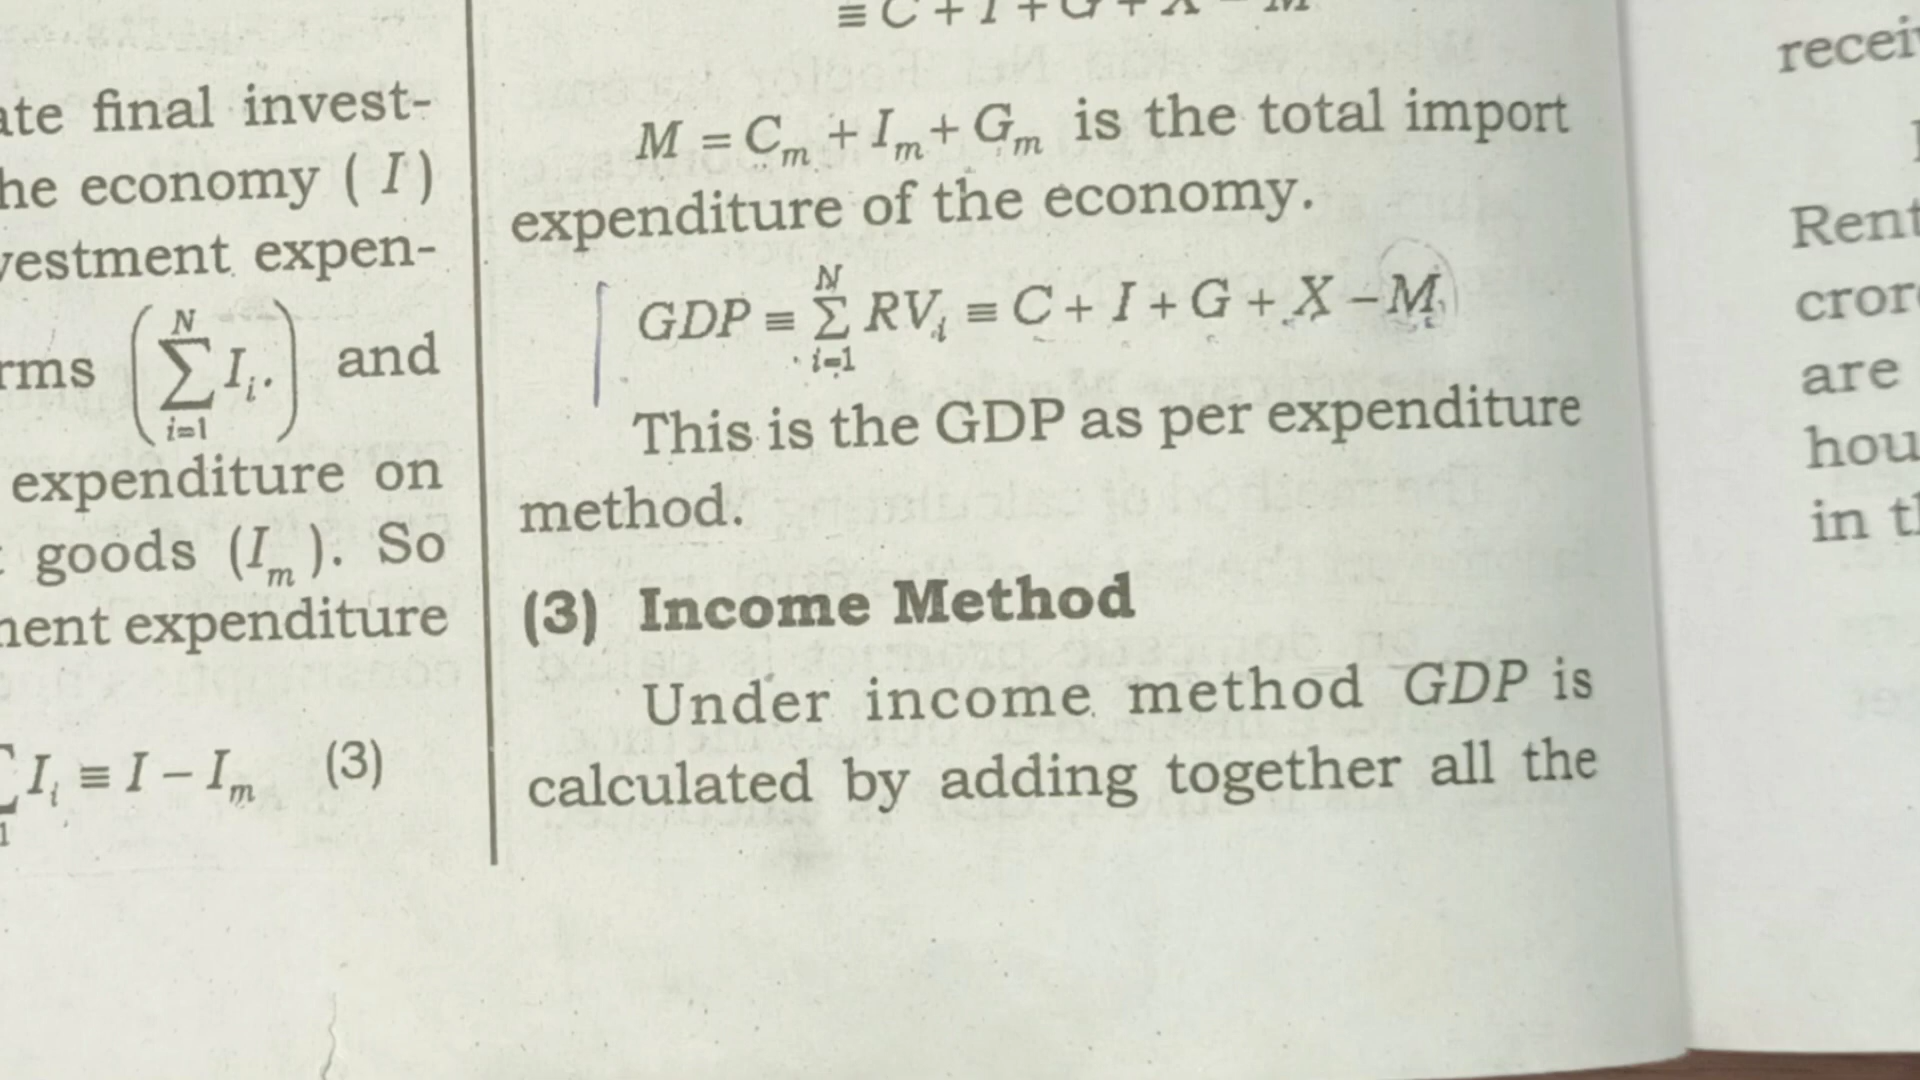 ate final invest-
he economy ( I )
vestment expen-
rms (∑_{i=1}^{N} I_i.) and
expenditure on
goods (I_m). So
ment expenditure
∑ I_i ≡ I – I_m (3)
≡ C + I + G + X – M
M = C_m + I_m + G_m is the total import
expenditure of the economy.
GDP ≡ ∑_{i=1}^{N} RV_i ≡ C + I + G + X – M
This is the GDP as per expenditure
method.
(3) Income Method
Under income method GDP is
calculated by adding together all the
recei
Rent
crore
are
hou
in t